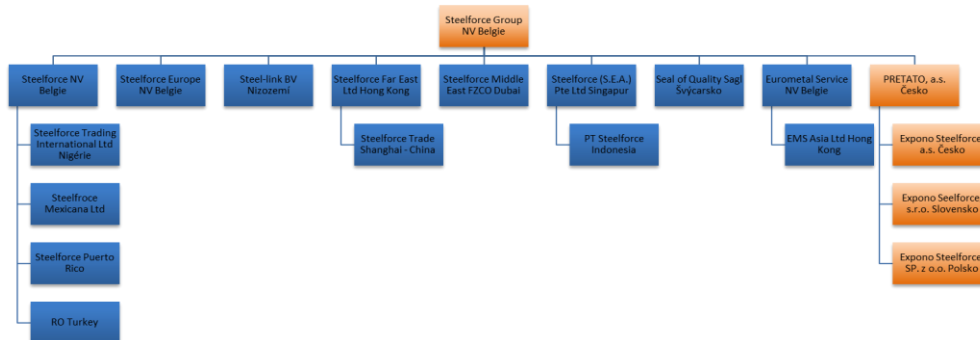 Steelforce Group
NV Belgie
Steelforce NV
Belgie
Steelforce Europe
NV Belgie
Steel-link BV
Nizozemí
Steelforce Far East
Ltd Hong Kong
Steelforce Middle
East FZCO Dubai
Steelforce (S.E.A.)
Pte Ltd Singapur
Seal of Quality Sagl
Švýcarsko
Eurometal Service
NV Belgie
PRETATO, a.s.
Česko
Steelforce Trading
International Ltd
Nigérie
Steelforce Trade
Shanghai - China
PT Steelforce
Indonesia
EMS Asia Ltd Hong
Kong
Expono Steelforce
a.s. Česko
Steelfroce
Mexicana Ltd
Expono Seelforce
s.r.o. Slovensko
Steelforce Puerto
Rico
Expono Steelforce
SP. z o.o. Polsko
RO Turkey